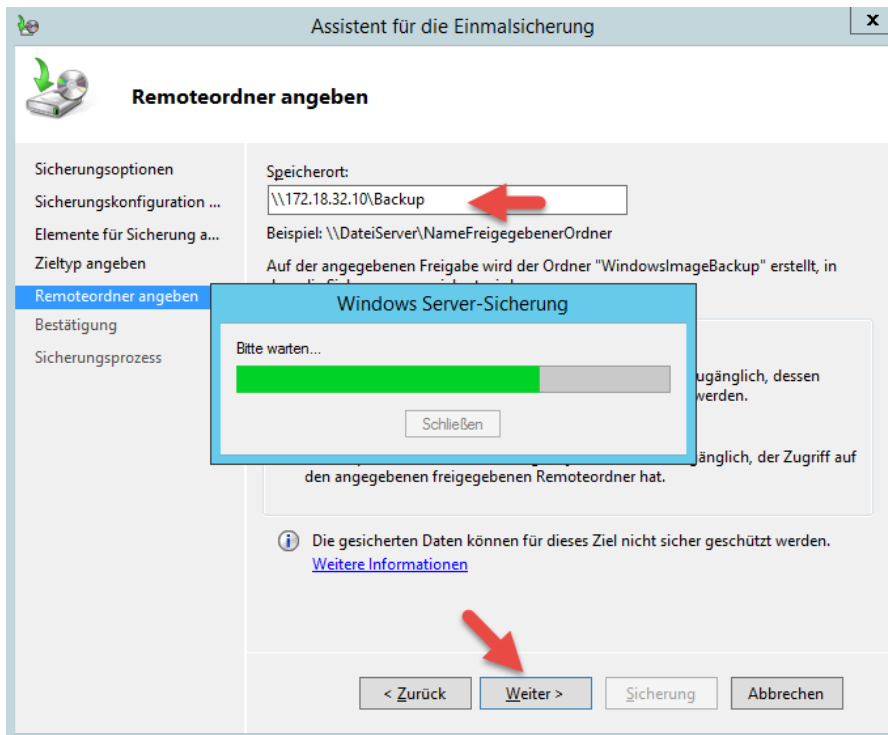 Assistent für die Einmalsicherung
x
Remoteordner angeben
Sicherungsoptionen
Sicherungskonfiguration ...
Elemente für Sicherung a...
Zieltyp angeben
Remoteordner angeben
Bestätigung
Sicherungsprozess
Speicherort:
\\172.18.32.10\Backup
Beispiel: \\DateiServer\NameFreigegebenerOrdner
Auf der angegebenen Freigabe wird der Ordner "WindowsImageBackup" erstellt, in
Windows Server-Sicherung
Bitte warten...
Schließen
ugänglich, dessen
werden.
änglich, der Zugriff auf
den angegebenen freigegebenen Remoteordner hat.
Die gesicherten Daten können für dieses Ziel nicht sicher geschützt werden.
Weitere Informationen
< Zurück
Weiter >
Sicherung
Abbrechen